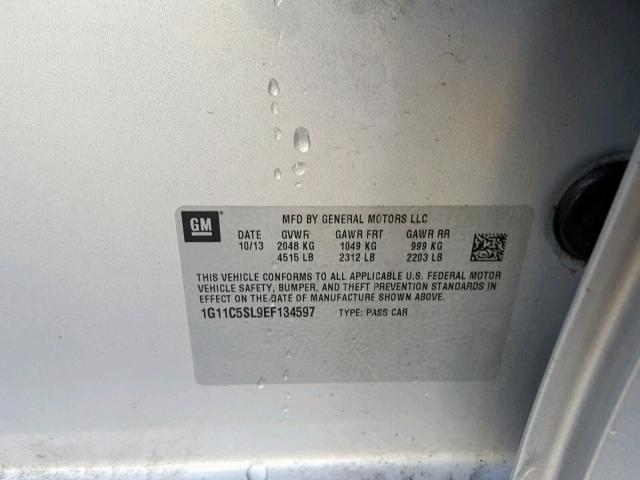 GM
MFD BY GENERAL MOTORS LLC
DATE GVWR GAWR FRT GAWR RR
10/13 2048 KG 1049 KG 999 KG
4515 LB 2312 LB 2203 LB
THIS VEHICLE CONFORMS TO ALL APPLICABLE U.S. FEDERAL MOTOR
VEHICLE SAFETY, BUMPER, AND THEFT PREVENTION STANDARDS IN
EFFECT ON THE DATE OF MANUFACTURE SHOWN ABOVE.
1G11C5SL9EF134597 TYPE: PASS CAR